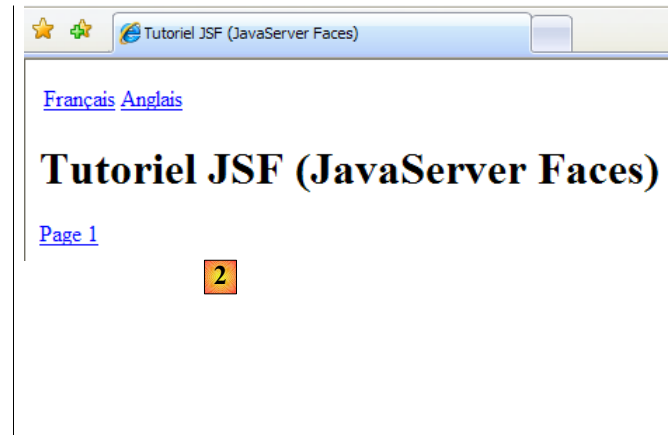 Tutoriel JSF (JavaServer Faces)
Français Anglais
Tutoriel JSF (JavaServer Faces)
Page 1
2